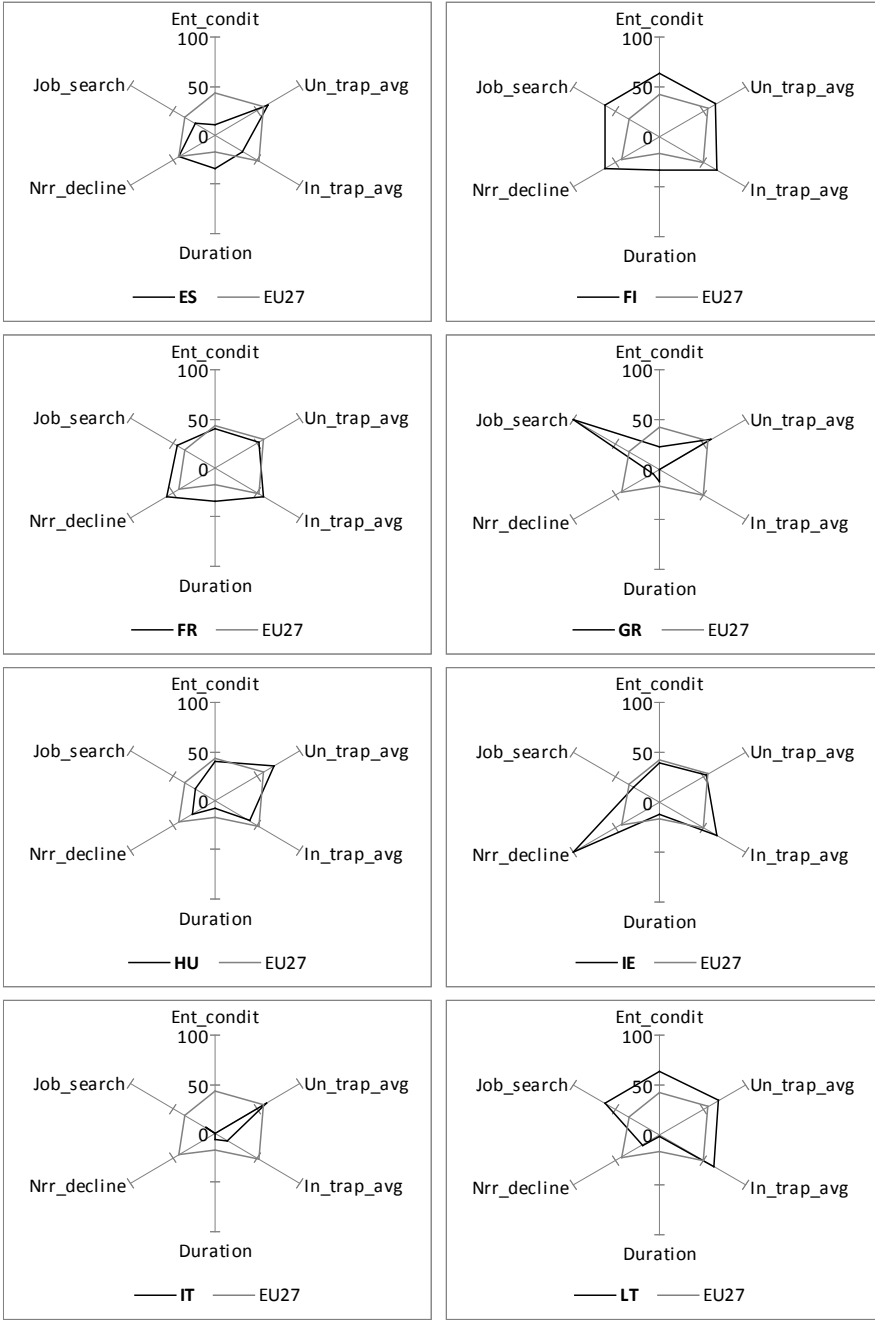 Ent_condit
100
Job_search 50 Un_trap_avg
0
Nrr_decline In_trap_avg
Duration
ES EU27
Ent_condit
100
Job_search 50 Un_trap_avg
0
Nrr_decline In_trap_avg
Duration
FI EU27
Ent_condit
100
Job_search 50 Un_trap_avg
0
Nrr_decline In_trap_avg
Duration
FR EU27
Ent_condit
100
Job_search 50 Un_trap_avg
0
Nrr_decline In_trap_avg
Duration
GR EU27
Ent_condit
100
Job_search 50 Un_trap_avg
0
Nrr_decline In_trap_avg
Duration
HU EU27
Ent_condit
100
Job_search 50 Un_trap_avg
0
Nrr_decline In_trap_avg
Duration
IE EU27
Ent_condit
100
Job_search 50 Un_trap_avg
0
Nrr_decline In_trap_avg
Duration
IT EU27
Ent_condit
100
Job_search 50 Un_trap_avg
0
Nrr_decline In_trap_avg
Duration
LT EU27